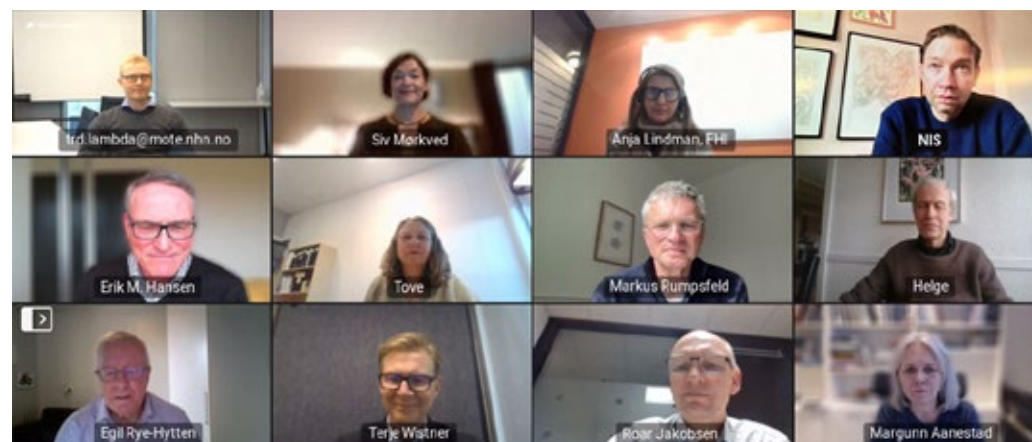 trd.lambda@mote.nhn.no
Siv Mørkved
Anja Lindman, FHI
NIS
Erik M. Hansen
Tove
Markus Rumpsfeld
Helge
Egil Rye-Hytten
Terje Wistner
Roar Jakobsen
Margunn Aanestad